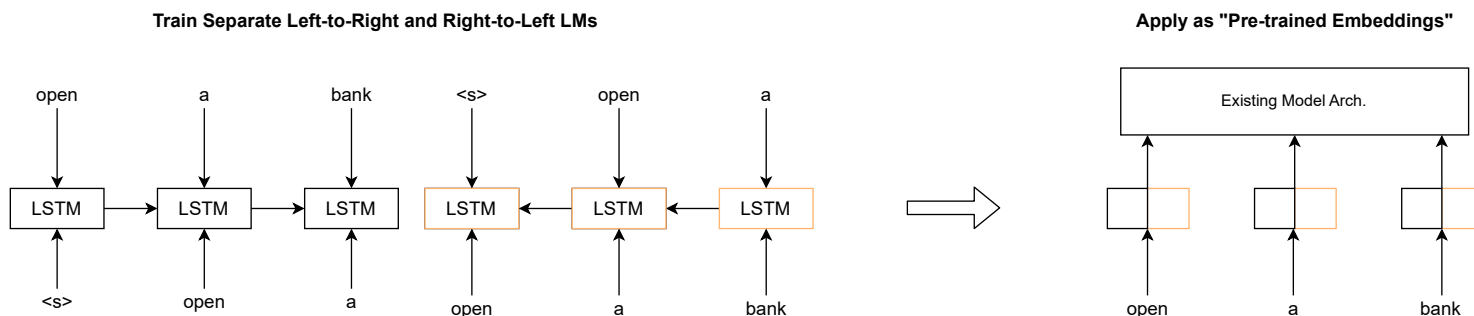 Train Separate Left-to-Right and Right-to-Left LMs
Apply as "Pre-trained Embeddings"
open a bank <s> open a
Existing Model Arch.
LSTM LSTM LSTM LSTM LSTM LSTM
<s> open a open a bank
open a bank